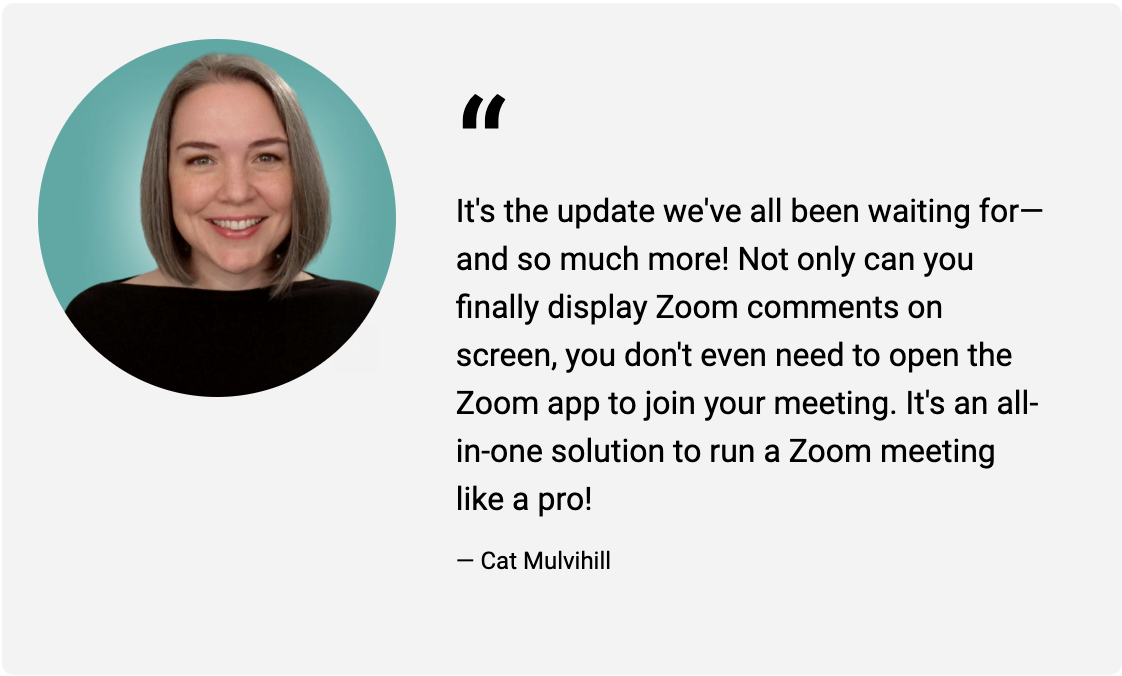 “
It's the update we've all been waiting for—
and so much more! Not only can you
finally display Zoom comments on
screen, you don't even need to open the
Zoom app to join your meeting. It's an all-
in-one solution to run a Zoom meeting
like a pro!
— Cat Mulvihill